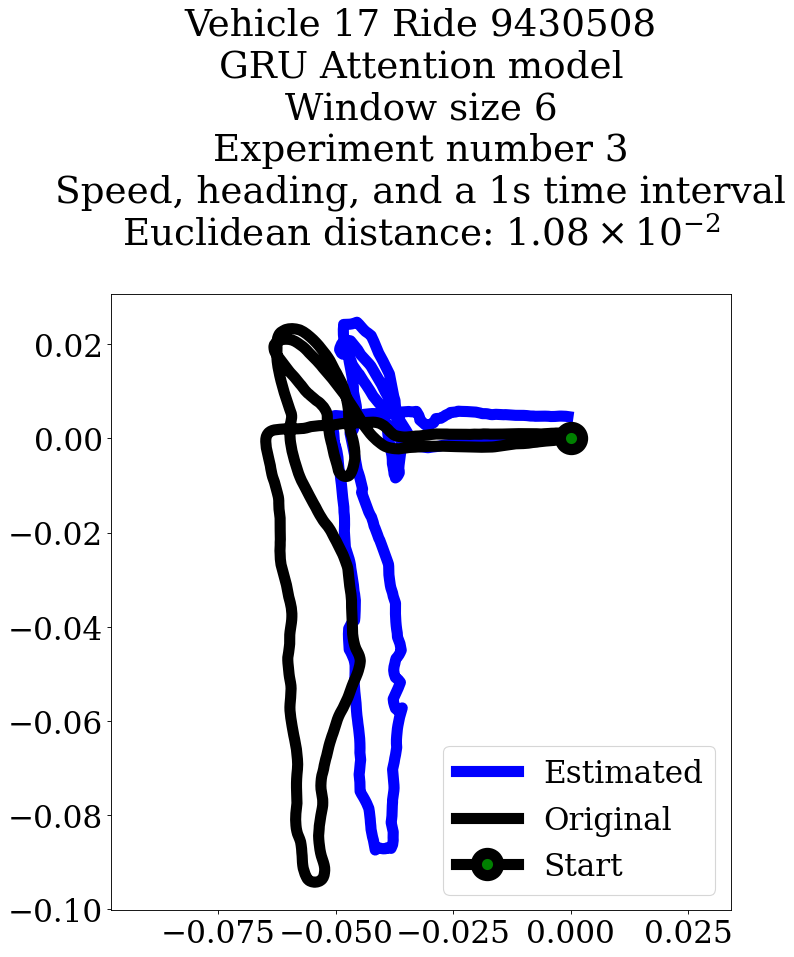 Vehicle 17 Ride 9430508
GRU Attention model
Window size 6
Experiment number 3
Speed, heading, and a 1s time interval
Euclidean distance: 1.08 × 10⁻²
0.02
0.00
−0.02
−0.04
−0.06
−0.08
−0.10
Estimated
Original
Start
−0.075 −0.050 −0.025 0.000 0.025